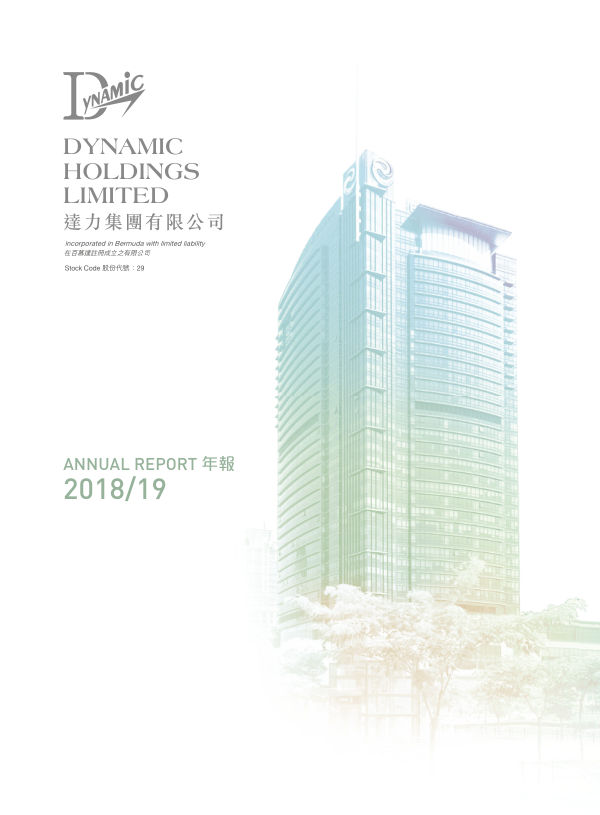 DYNAMIC
DYNAMIC
HOLDINGS
LIMITED
達力集團有限公司
incorporated in Bermuda with limited liability
在百慕達註冊成立之有限公司
Stock Code 股份代號：29
ANNUAL REPORT 年報
2018/19